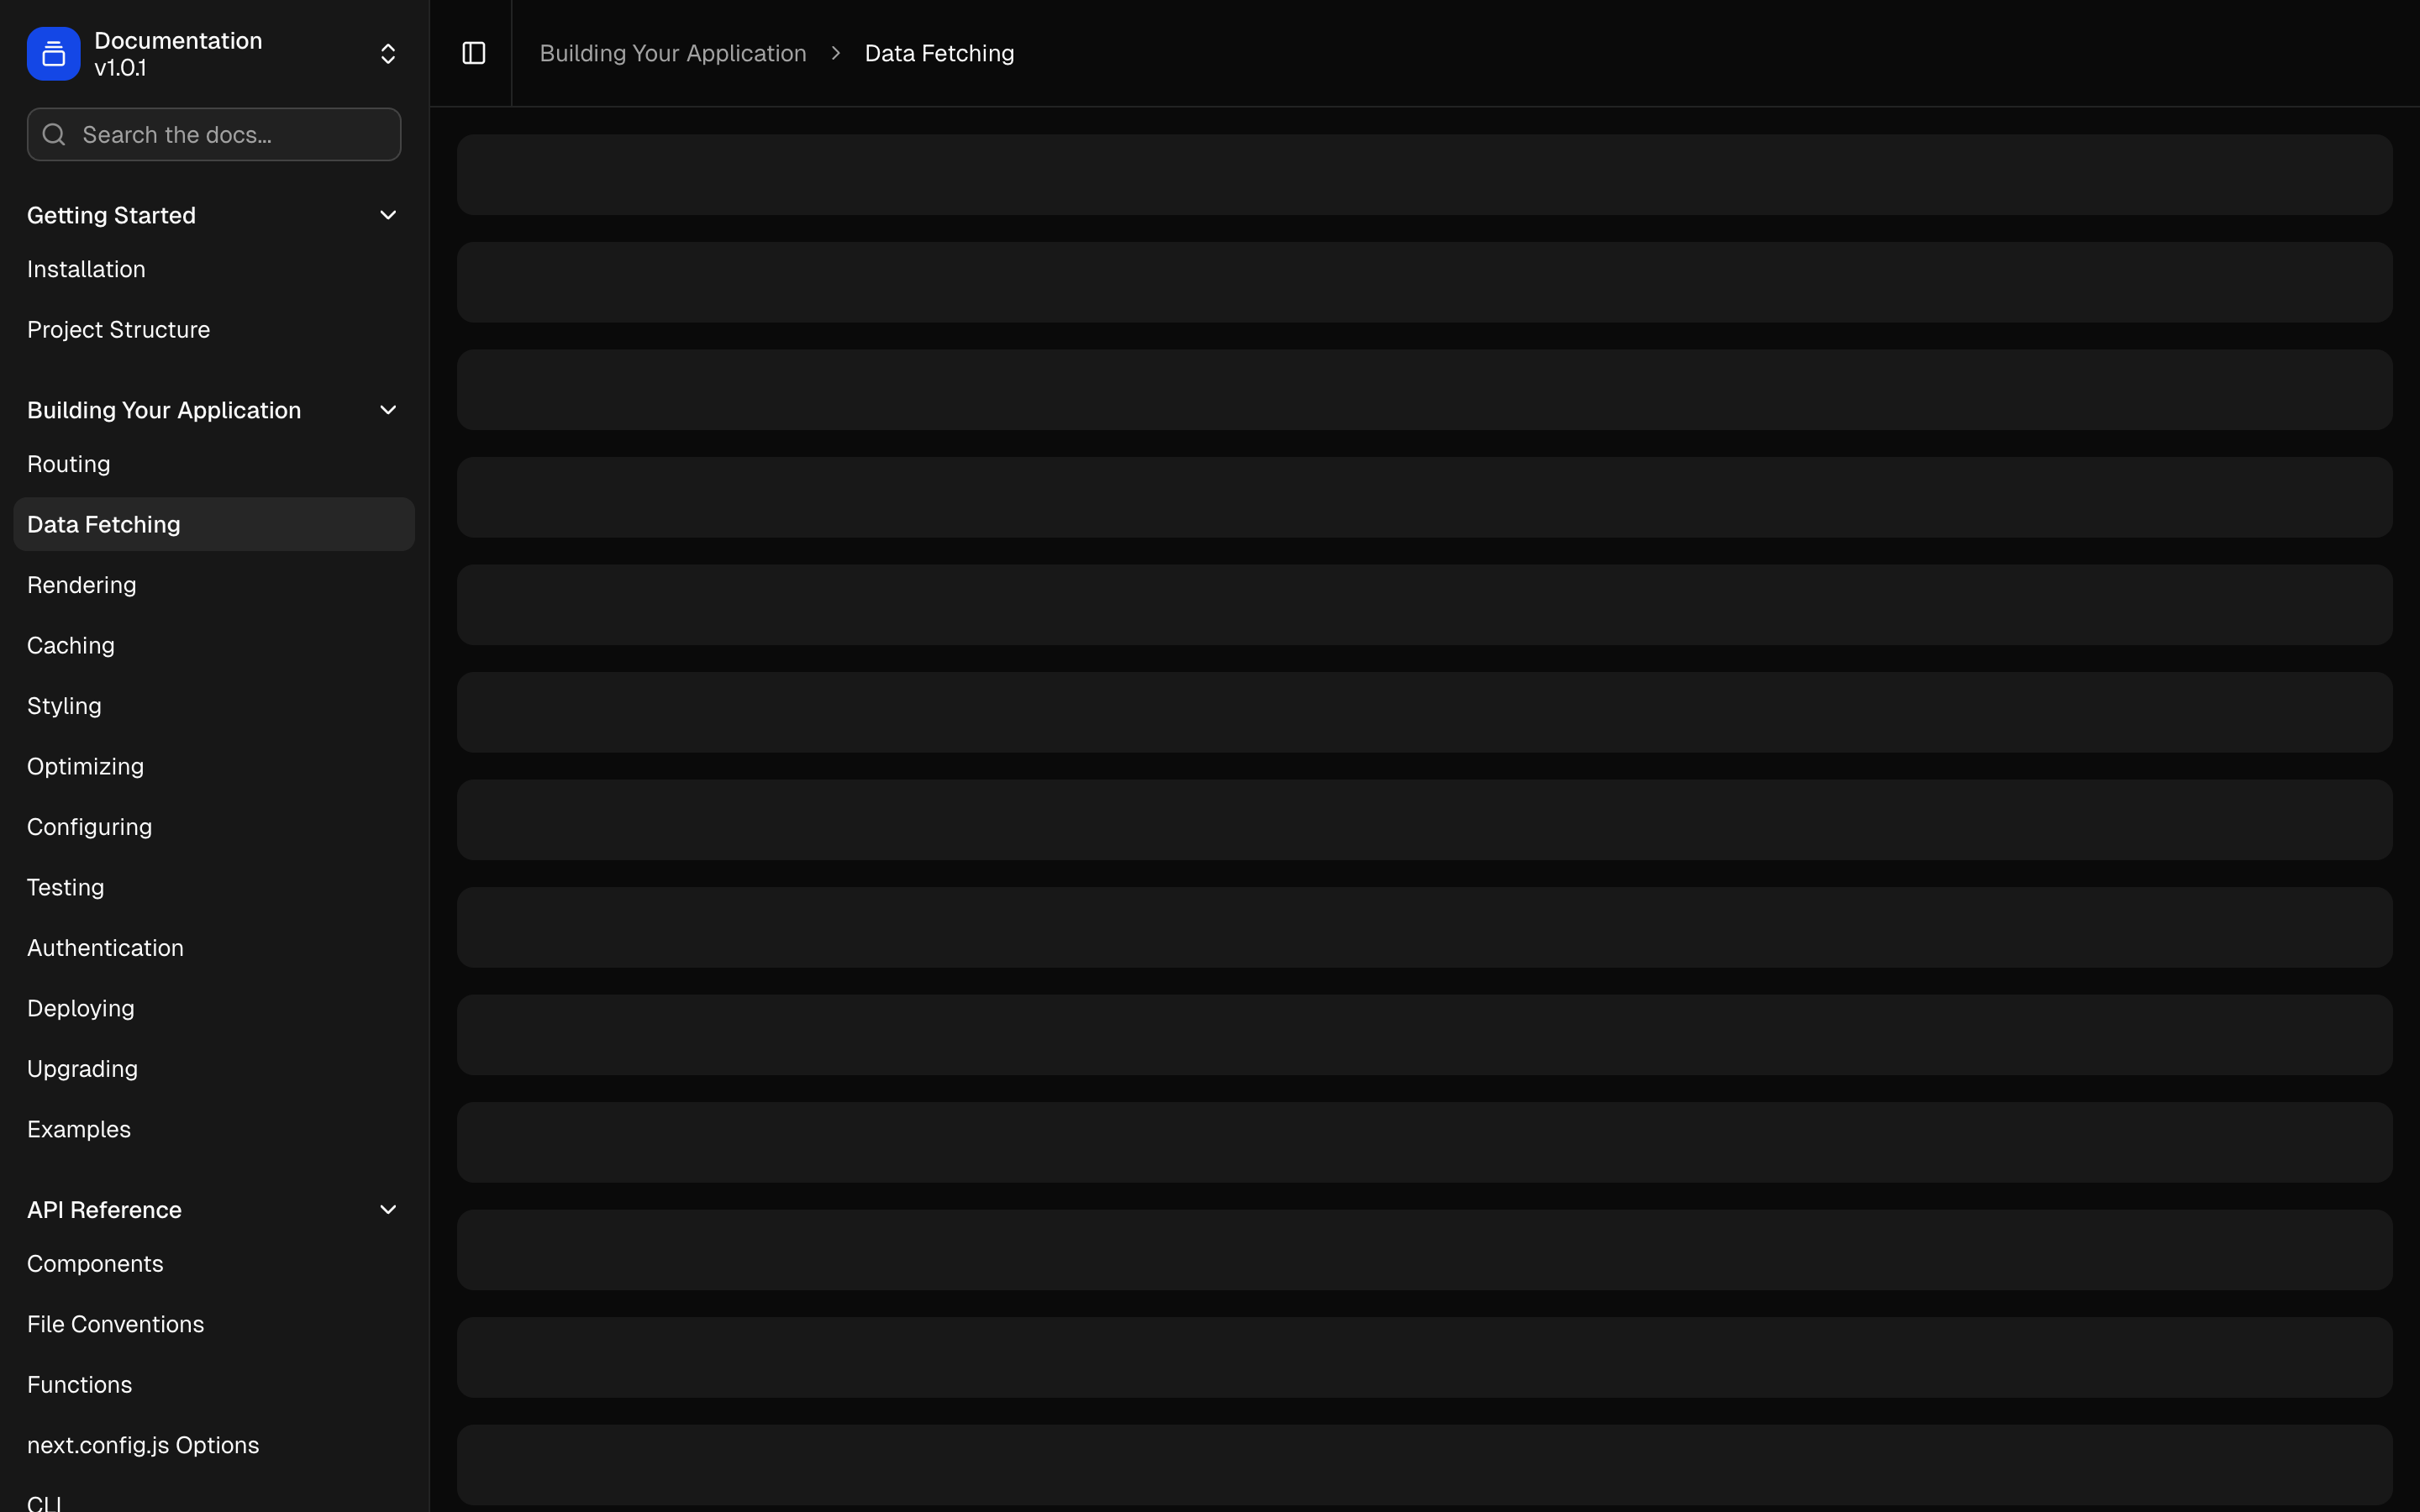 Documentation
v1.0.1
Search the docs...
Getting Started
Installation
Project Structure
Building Your Application
Routing
Data Fetching
Rendering
Caching
Styling
Optimizing
Configuring
Testing
Authentication
Deploying
Upgrading
Examples
API Reference
Components
File Conventions
Functions
next.config.js Options
CLI
Building Your Application
Data Fetching